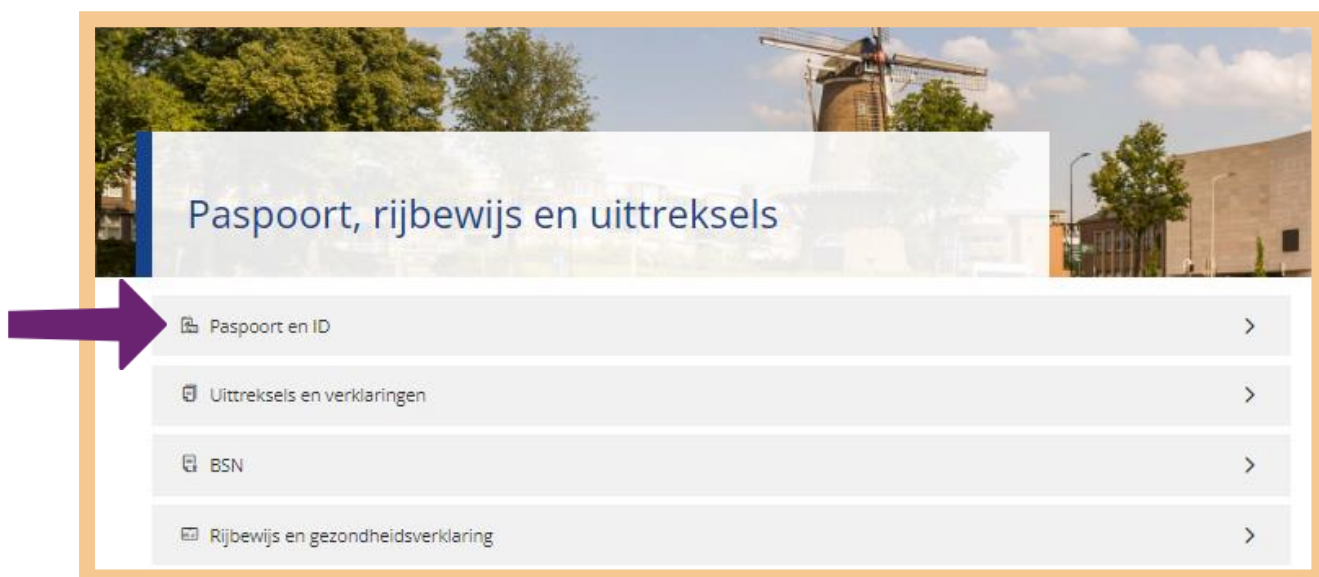 Paspoort, rijbewijs en uittreksels
Paspoort en ID
Uittreksels en verklaringen
BSN
Rijbewijs en gezondheidsverklaring